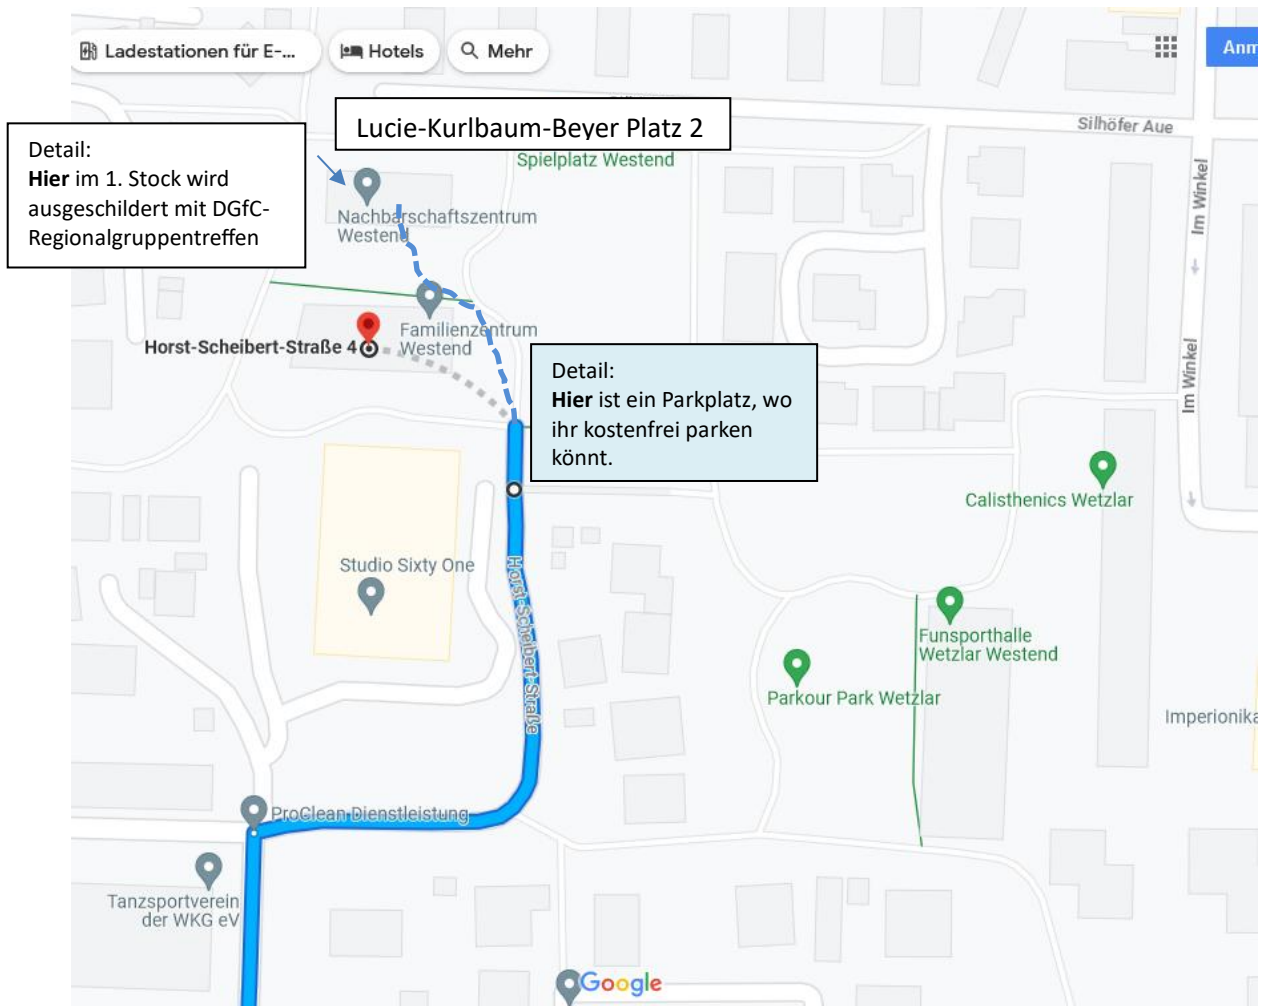 Ladestationen für E-...
Hotels
Mehr
Anm
Lucie-Kurlbaum-Beyer Platz 2
Silhöfer Aue
Detail:
Hier im 1. Stock wird
ausgeschildert mit DGfC-
Regionalgruppentreffen
Spielplatz Westend
Im Winkel
Nachbarschaftszentrum
Westend
Familienzentrum
Westend
Horst-Scheibert-Straße 4
Im Winkel
Detail:
Hier ist ein Parkplatz, wo
ihr kostenfrei parken
könnt.
Calisthenics Wetzlar
Studio Sixty One
Horst-Scheibert-Straße
Funsporthalle
Wetzlar Westend
Parkour Park Wetzlar
Imperionika
ProClean Dienstleistung
Tanzsportverein
der WKG eV
Google